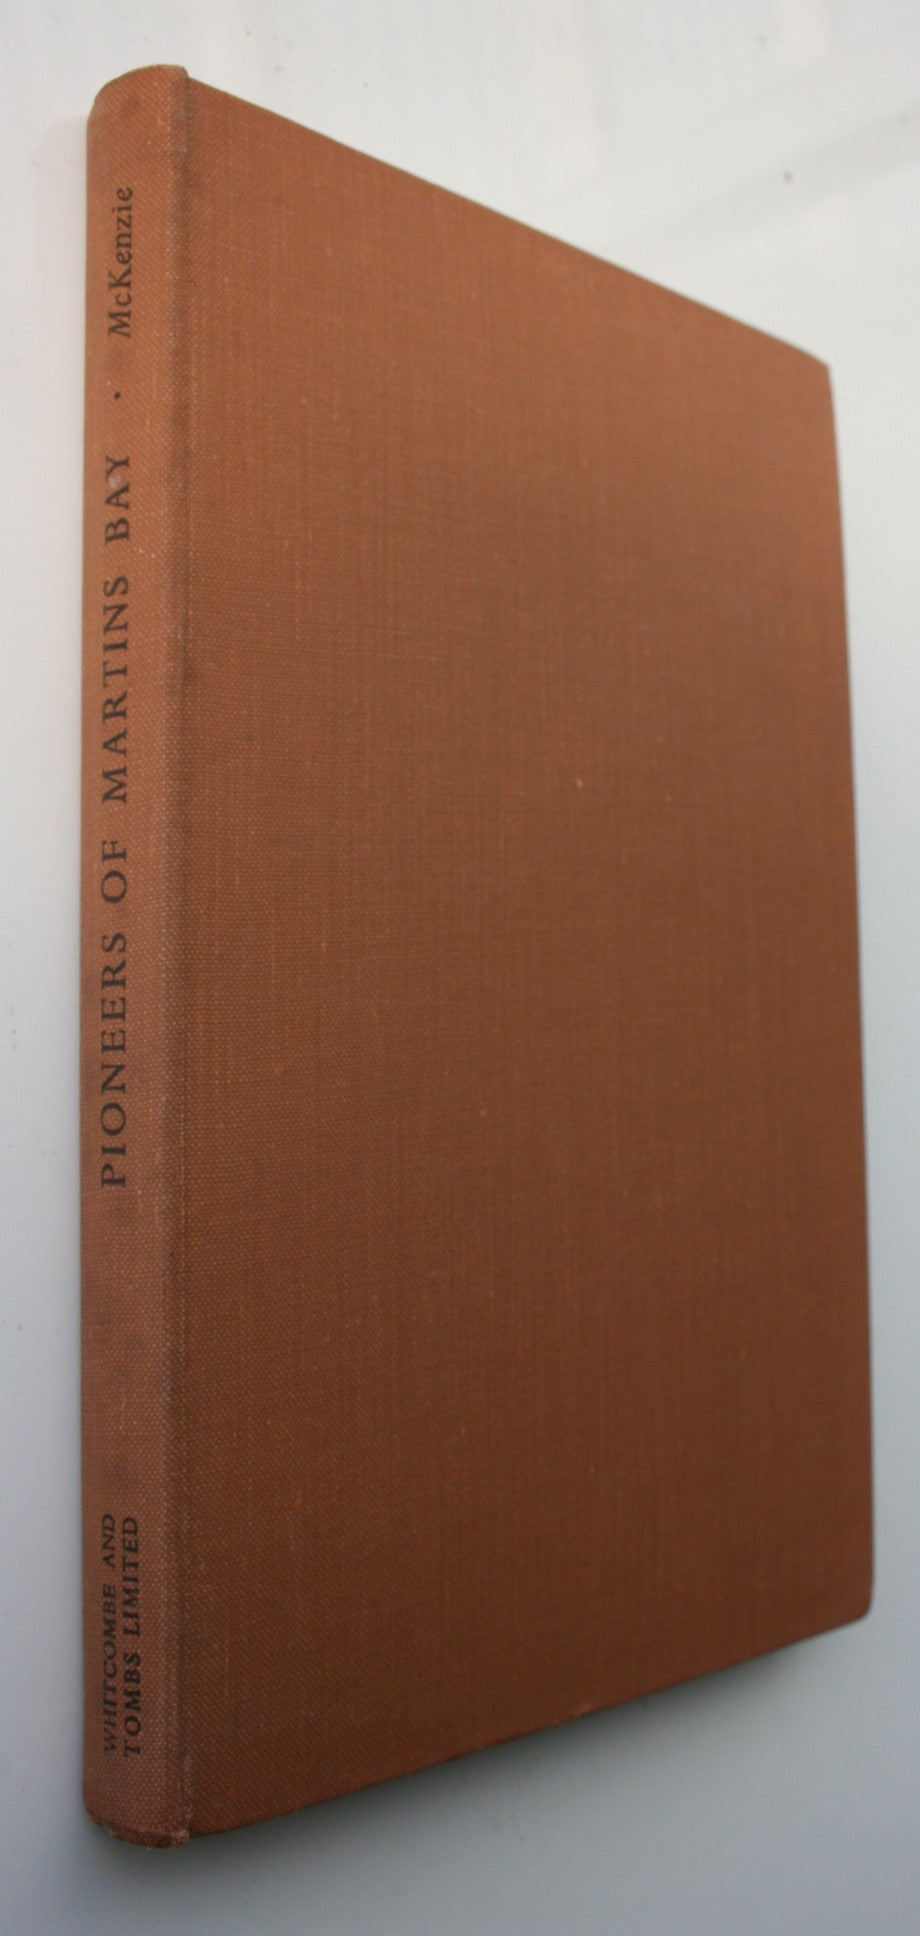 PIONEERS OF MARTINS BAY · McKenzie
WHITCOMBE AND
TOMBS LIMITED